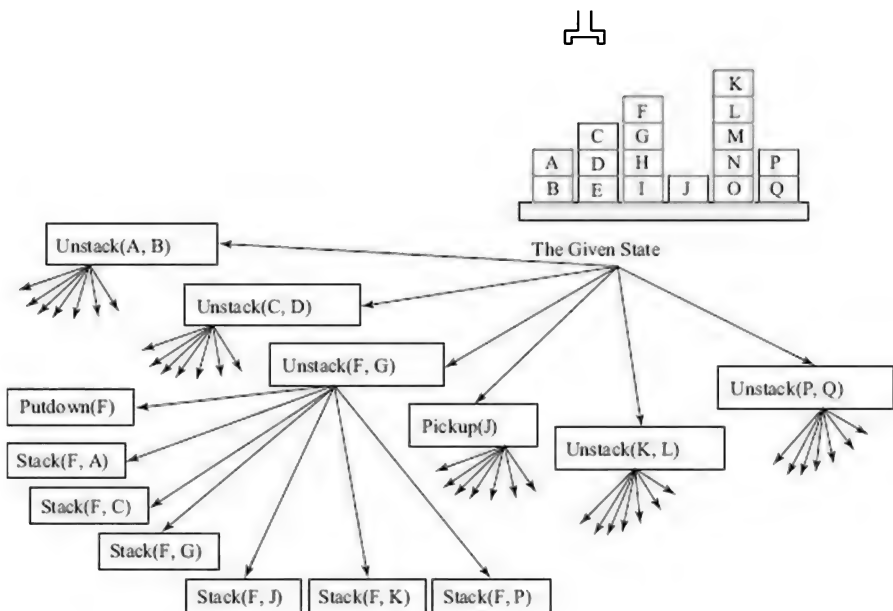 K
F L
C G M
A D H N P
B E I J O Q
The Given State
Unstack(A, B)
Unstack(C, D)
Unstack(F, G)
Unstack(P, Q)
Putdown(F)
Pickup(J)
Unstack(K, L)
Stack(F, A)
Stack(F, C)
Stack(F, G)
Stack(F, J) Stack(F, K) Stack(F, P)